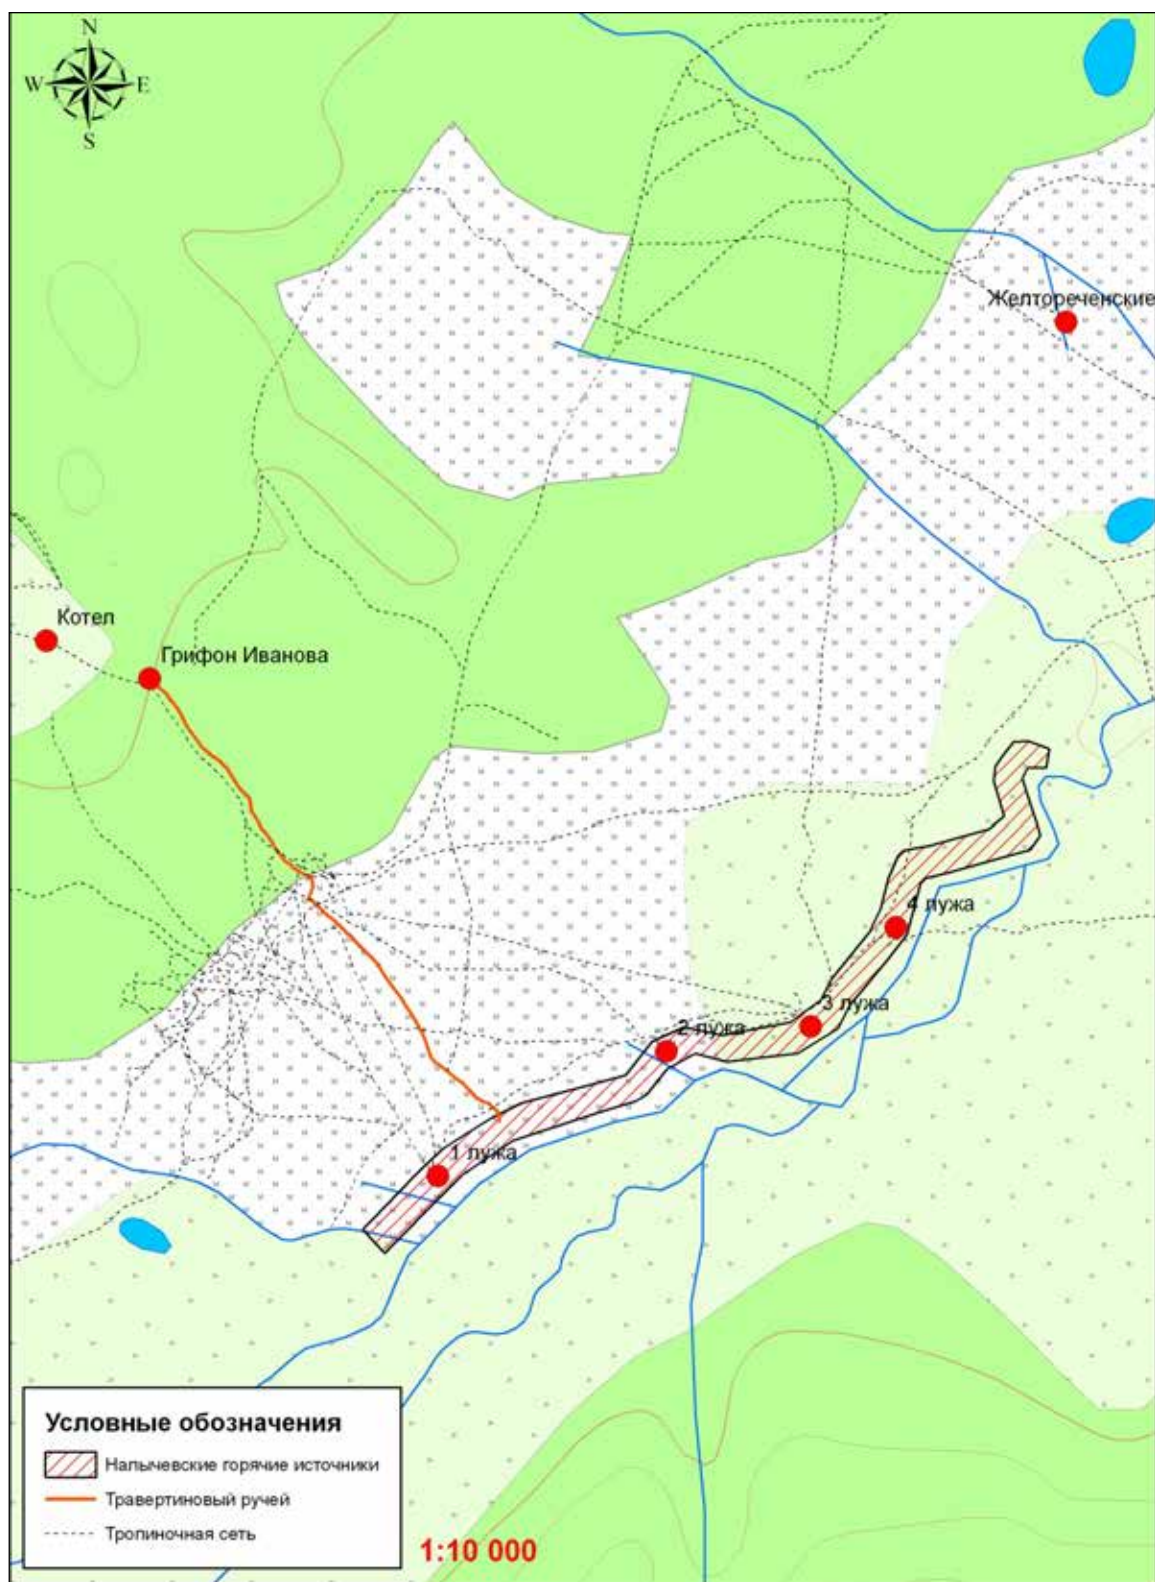 N
W E
S
Желтореченские
Котел
Грифон Иванова
4 лужа
3 лужа
2 лужа
1 лужа
Условные обозначения
Налычевские горячие источники
Травертиновый ручей
Тропиночная сеть
1:10 000